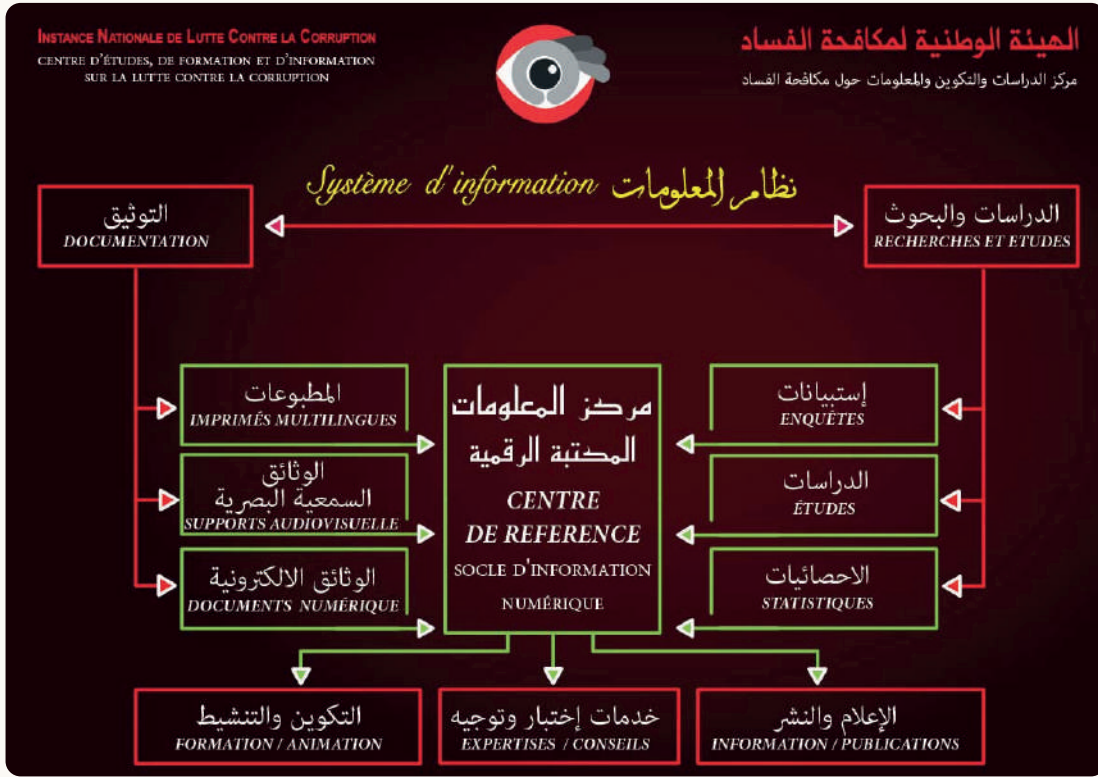 INSTANCE NATIONALE DE LUTTE CONTRE LA CORRUPTION
CENTRE D'ÉTUDES, DE FORMATION ET D'INFORMATION
SUR LA LUTTE CONTRE LA CORRUPTION
الهيئة الوطنية لمكافحة الفساد
مركز الدراسات والتكوين والمعلومات حول مكافحة الفساد
Système d'information نظام المعلومات
التوثيق
DOCUMENTATION
الدراسات والبحوث
RECHERCHES ET ETUDES
المطبوعات
IMPRIMÉS MULTILINGUES
الوثائق
السمعية البصرية
SUPPORTS AUDIOVISUELLE
الوثائق الالكترونية
DOCUMENTS NUMÉRIQUE
مركز المعلومات
المكتبة الرقمية
CENTRE
DE REFERENCE
SOCLE D'INFORMATION
NUMÉRIQUE
إستبيانات
ENQUÊTES
الدراسات
ÉTUDES
الاحصائيات
STATISTIQUES
التكوين والتنشيط
FORMATION / ANIMATION
خدمات إختبار وتوجيه
EXPERTISES / CONSEILS
الإعلام والنشر
INFORMATION / PUBLICATIONS